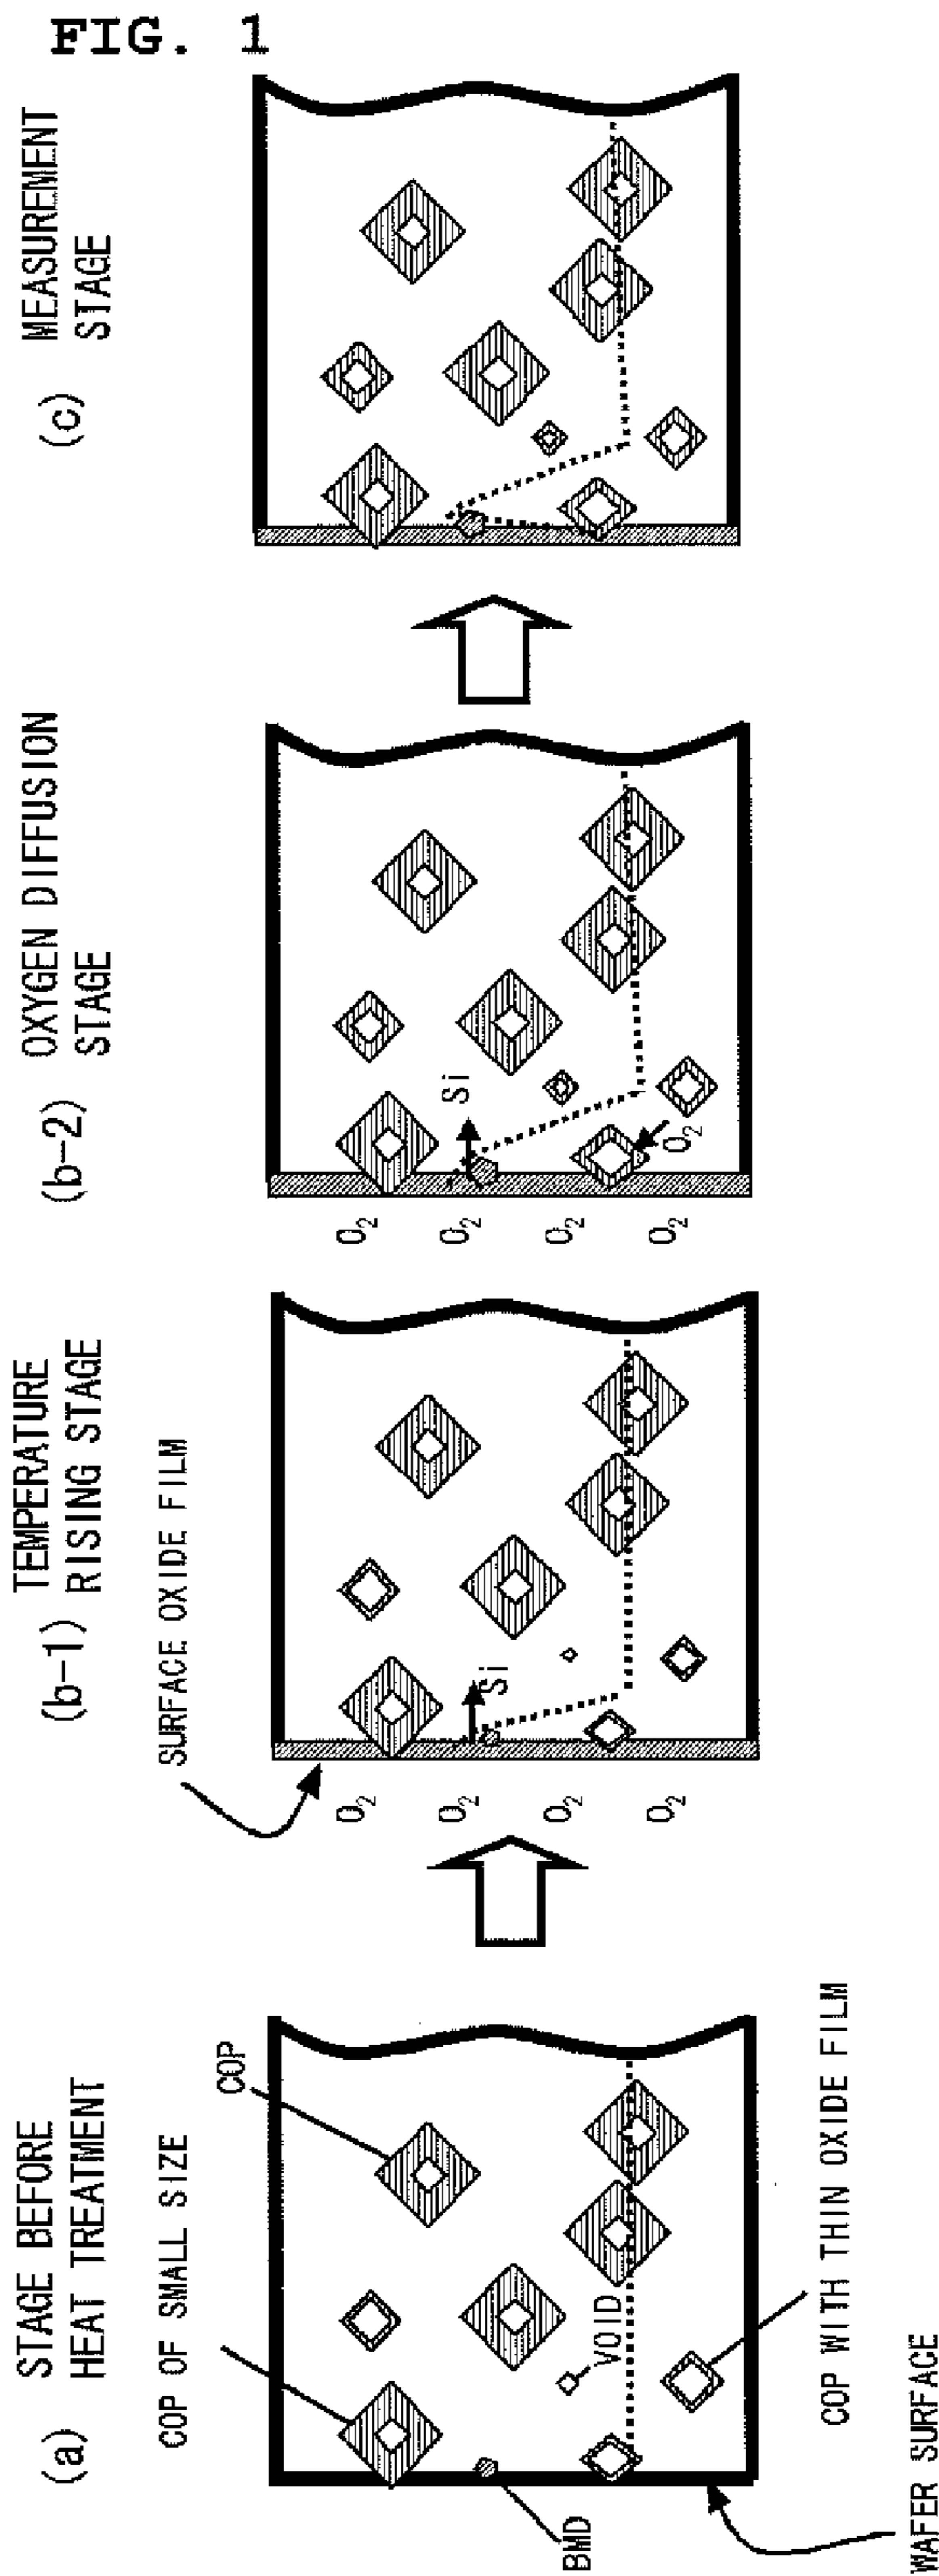 FIG. 1
(a) STAGE BEFORE
HEAT TREATMENT
COP OF SMALL SIZE
COP
BMD
VOID
COP WITH THIN OXIDE FILM
WAFER SURFACE
(b-1) TEMPERATURE
RISING STAGE
SURFACE OXIDE FILM
O₂
O₂
O₂
O₂
Si
(b-2) OXYGEN DIFFUSION
STAGE
O₂
O₂
O₂
O₂
Si
O₂
(c) MEASUREMENT
STAGE